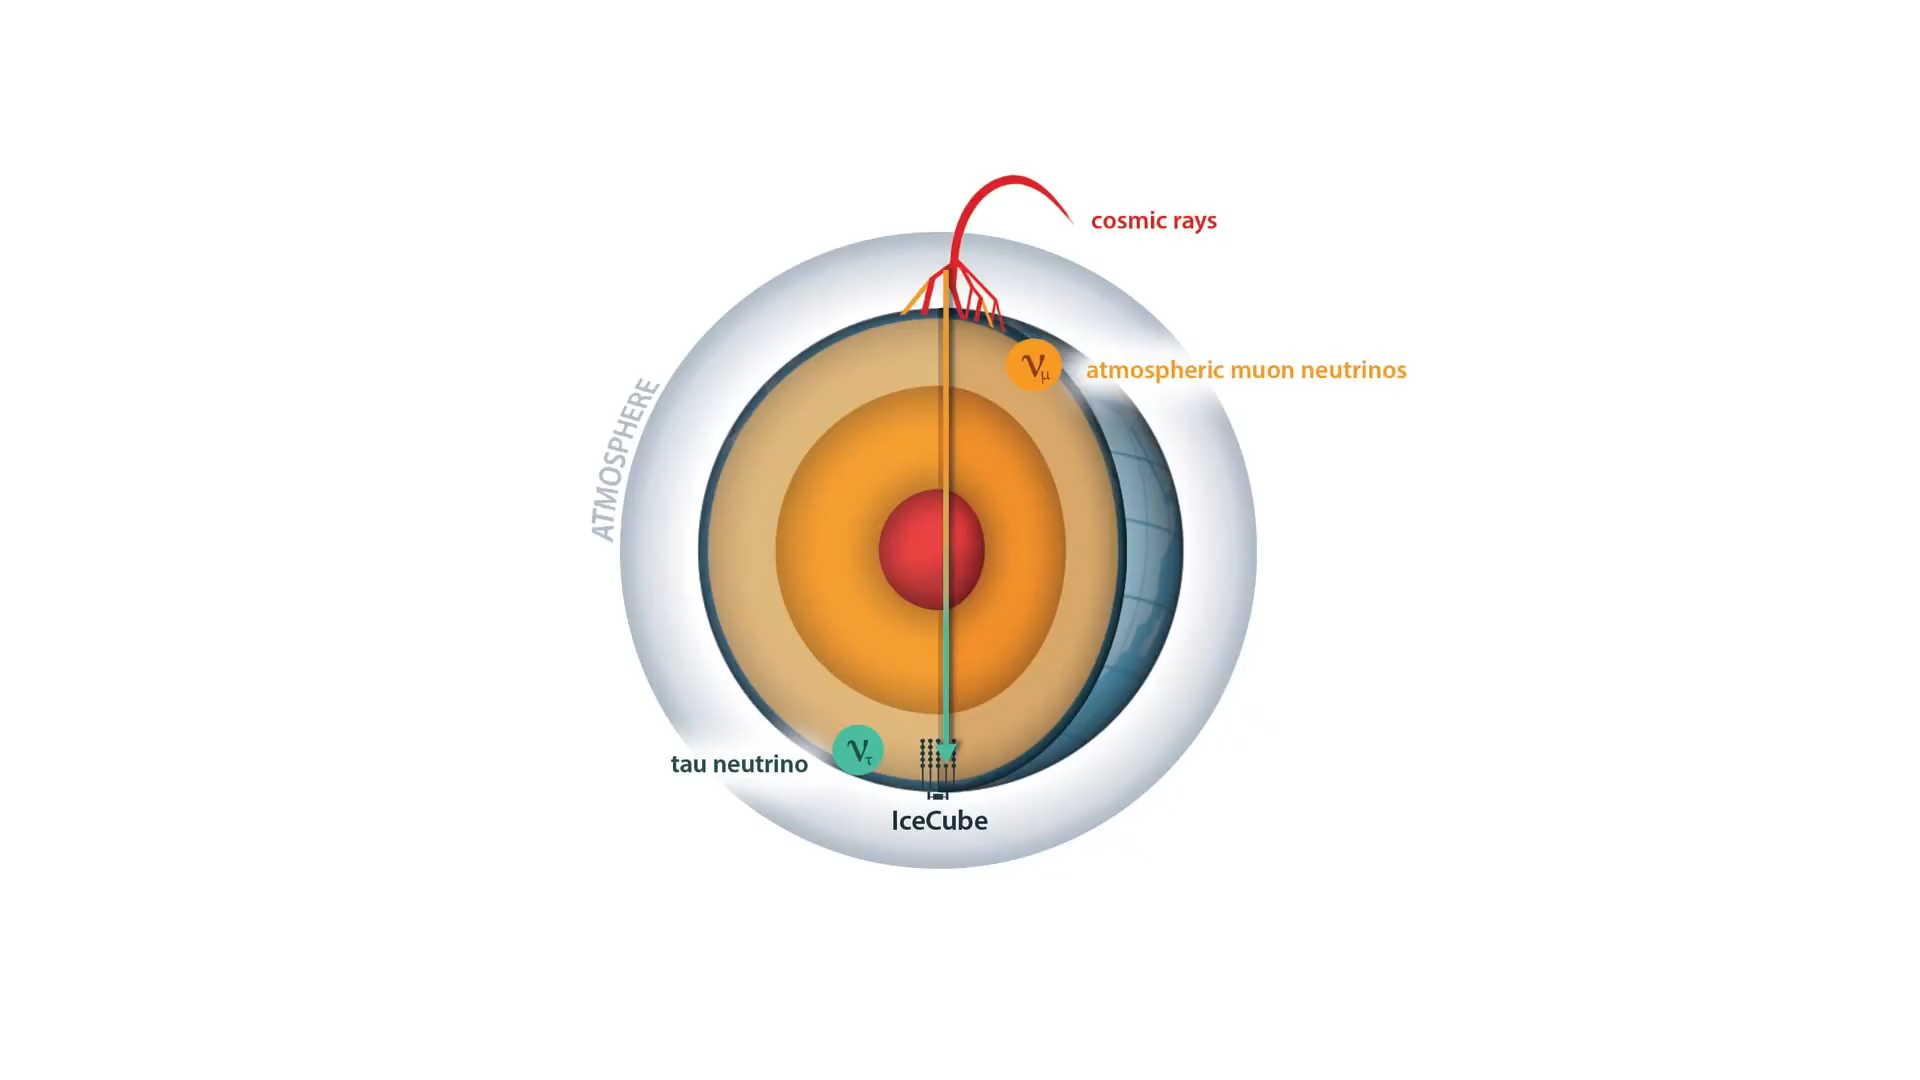 cosmic rays
νμ
atmospheric muon neutrinos
ATMOSPHERE
ντ
tau neutrino
IceCube